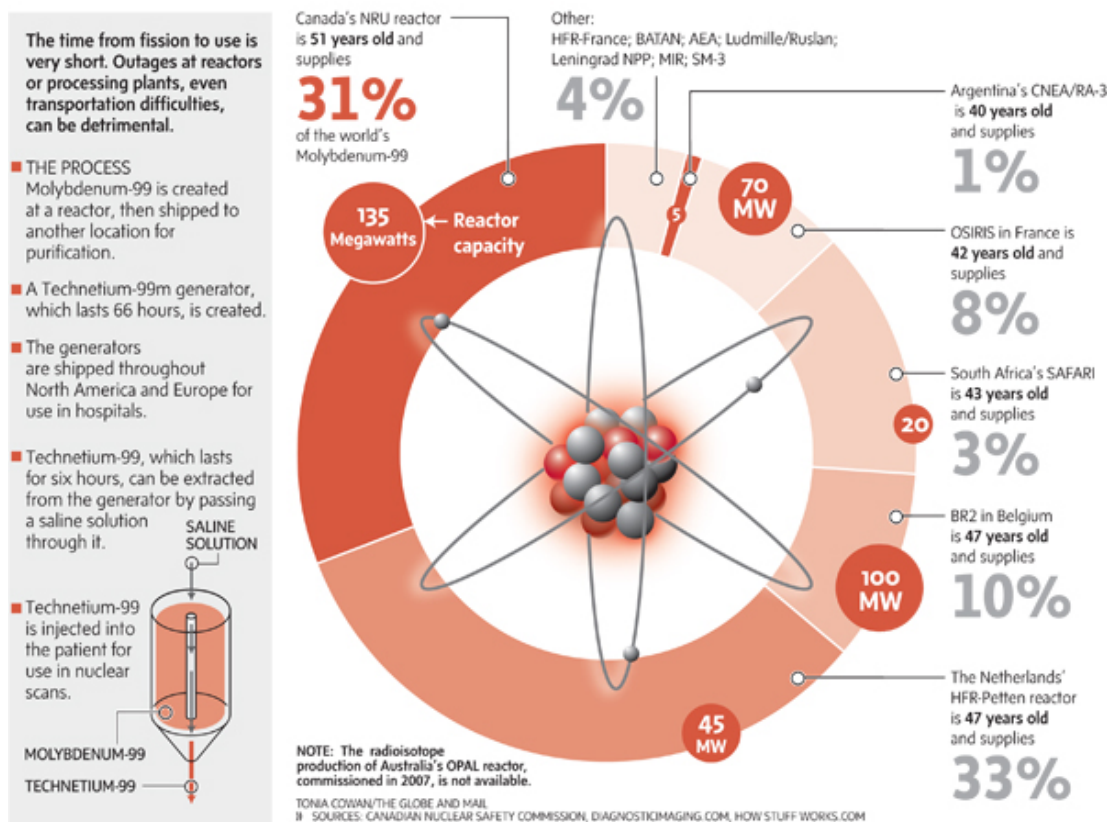 The time from fission to use is
very short. Outages at reactors
or processing plants, even
transportation difficulties,
can be detrimental.
THE PROCESS
Molybdenum-99 is created
at a reactor, then shipped to
another location for
purification.
A Technetium-99m generator,
which lasts 66 hours, is created.
The generators
are shipped throughout
North America and Europe for
use in hospitals.
Technetium-99, which lasts
for six hours, can be extracted
from the generator by passing
a saline solution
through it.
SALINE
SOLUTION
Technetium-99
is injected into
the patient for
use in nuclear
scans.
MOLYBDENUM-99
TECHNETIUM-99
Canada's NRU reactor
is 51 years old and
supplies
31%
of the world's
Molybdenum-99
135
Megawatts
Reactor
capacity
Other:
HFR-France; BATAN; AEA; Ludmille/Ruslan;
Leningrad NPP; MIR; SM-3
4%
Argentina's CNEA/RA-3
is 40 years old
and supplies
1%
5
70
MW
OSIRIS in France is
42 years old and
supplies
8%
South Africa's SAFARI
is 43 years old
and supplies
3%
20
BR2 in Belgium
is 47 years old
and supplies
10%
100
MW
The Netherlands'
HFR-Petten reactor
is 47 years old
and supplies
33%
45
MW
NOTE: The radioisotope
production of Australia's OPAL reactor,
commissioned in 2007, is not available.
TONIA COWAN/THE GLOBE AND MAIL
SOURCES: CANADIAN NUCLEAR SAFETY COMMISSION, DIAGNOSTICIMAGING.COM, HOW STUFF WORKS.COM